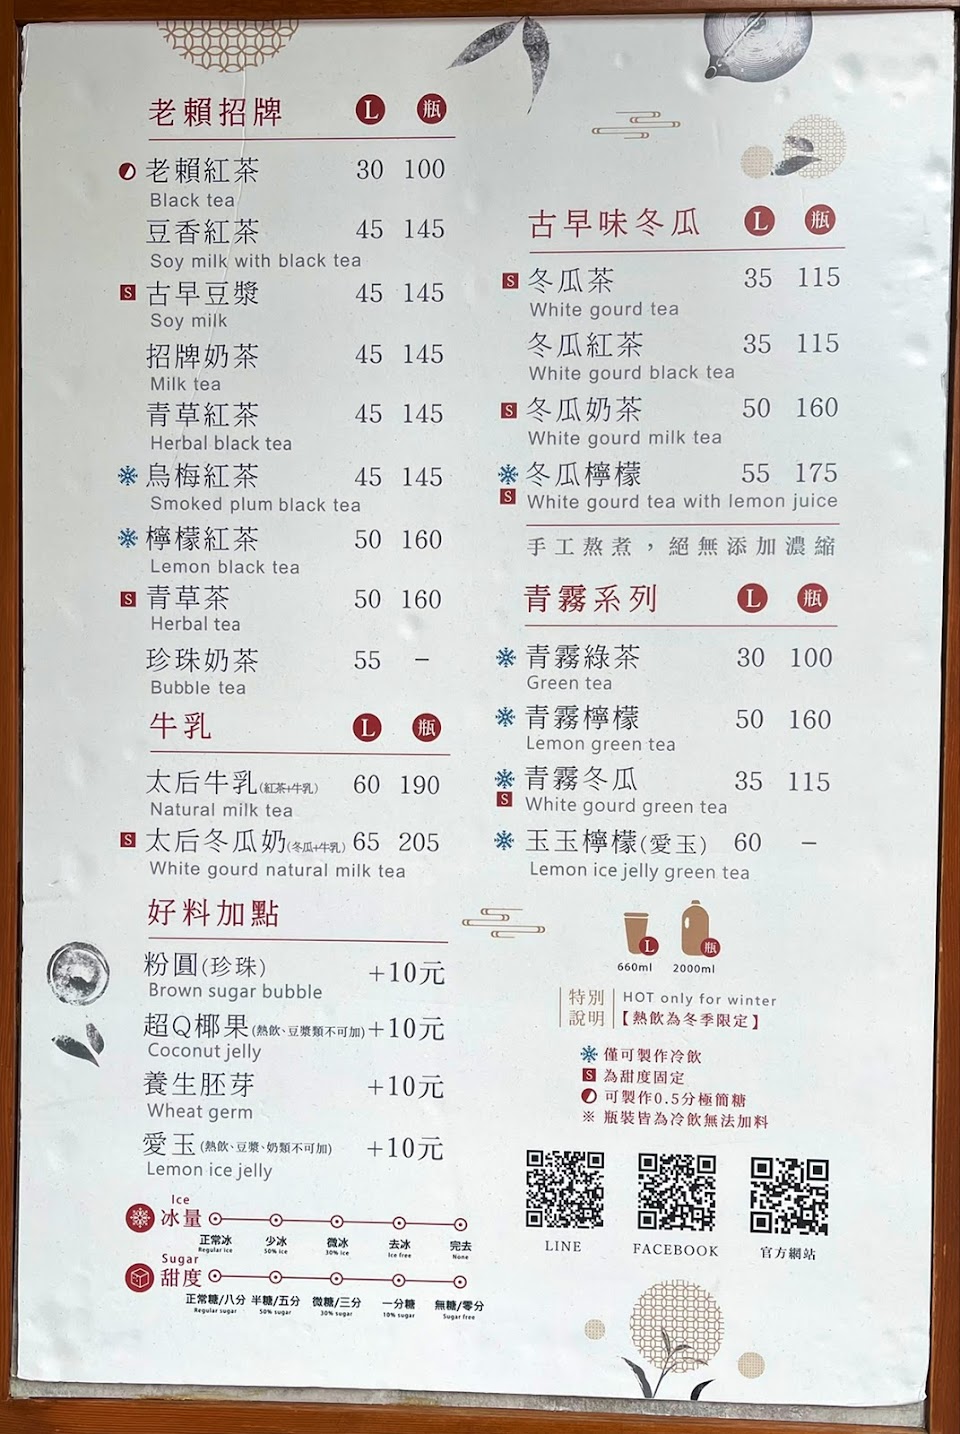 老賴招牌 L 瓶
老賴紅茶 30 100
Black tea
豆香紅茶 45 145
Soy milk with black tea
S 古早豆漿 45 145
Soy milk
招牌奶茶 45 145
Milk tea
青草紅茶 45 145
Herbal black tea
烏梅紅茶 45 145
Smoked plum black tea
檸檬紅茶 50 160
Lemon black tea
S 青草茶 50 160
Herbal tea
珍珠奶茶 55 –
Bubble tea
牛乳 L 瓶
太后牛乳(紅茶+牛乳) 60 190
Natural milk tea
S 太后冬瓜奶(冬瓜+牛乳) 65 205
White gourd natural milk tea
好料加點
粉圓(珍珠) +10元
Brown sugar bubble
超Q椰果(熱飲、豆漿類不可加) +10元
Coconut jelly
養生胚芽 +10元
Wheat germ
愛玉(熱飲、豆漿、奶類不可加) +10元
Lemon ice jelly
Ice
冰量
正常冰 少冰 微冰 去冰 完去
Regular ice 50% ice 30% ice Ice free None
Sugar
甜度
正常糖/八分 半糖/五分 微糖/三分 一分糖 無糖/零分
Regular sugar 50% sugar 30% sugar 10% sugar Sugar free
古早味冬瓜 L 瓶
S 冬瓜茶 35 115
White gourd tea
冬瓜紅茶 35 115
White gourd black tea
S 冬瓜奶茶 50 160
White gourd milk tea
冬瓜檸檬 55 175
S White gourd tea with lemon juice
手工熬煮，絕無添加濃縮
青霧系列 L 瓶
青霧綠茶 30 100
Green tea
青霧檸檬 50 160
Lemon green tea
青霧冬瓜 35 115
S White gourd green tea
玉玉檸檬(愛玉) 60 –
Lemon ice jelly green tea
L 瓶
660ml 2000ml
特別 HOT only for winter
說明【熱飲為冬季限定】
僅可製作冷飲
S 為甜度固定
可製作0.5分極簡糖
※ 瓶裝皆為冷飲無法加料
LINE FACEBOOK 官方網站